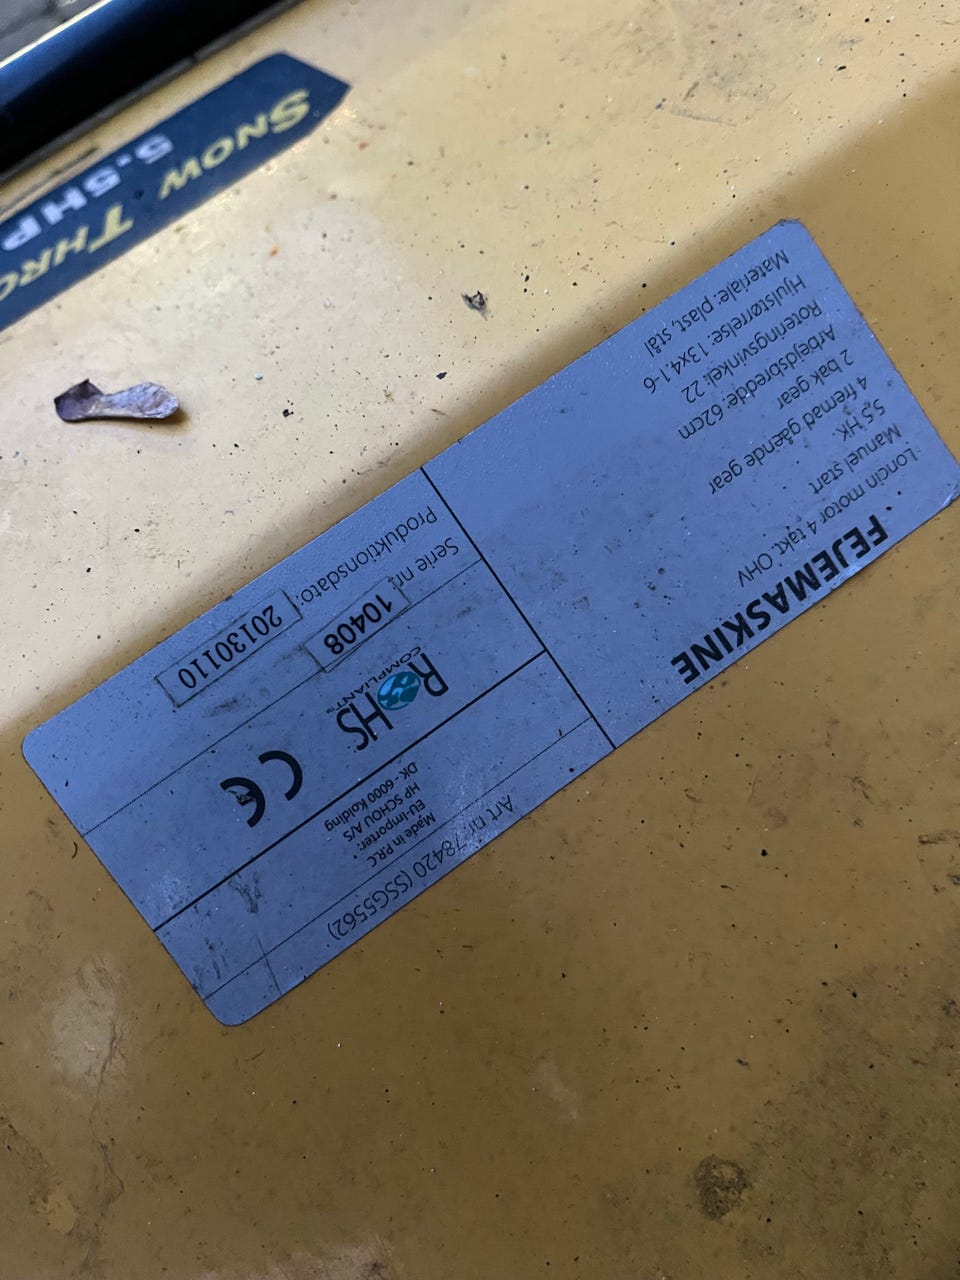 FEJEMASKINE
Loncin motor 4 takt. OHV
Manuel start
5,5 HK.
4 fremad gående gear
2 bak gear
Arbejdsbredde: 62cm
Roteringsvinkel: 22
Hjulstørrelse: 13x4.1-6
Materiale: plast, stål
Art nr. 78420 (SSG5562)
Made in P.R.C
EU-importer:
HP SCHOU A/S
DK- 6000 Kolding
RoHS
COMPLIANT™
CE
Serie nr.
10408
Produktionsdato:
20130110
SNOW THRO
5.5HP